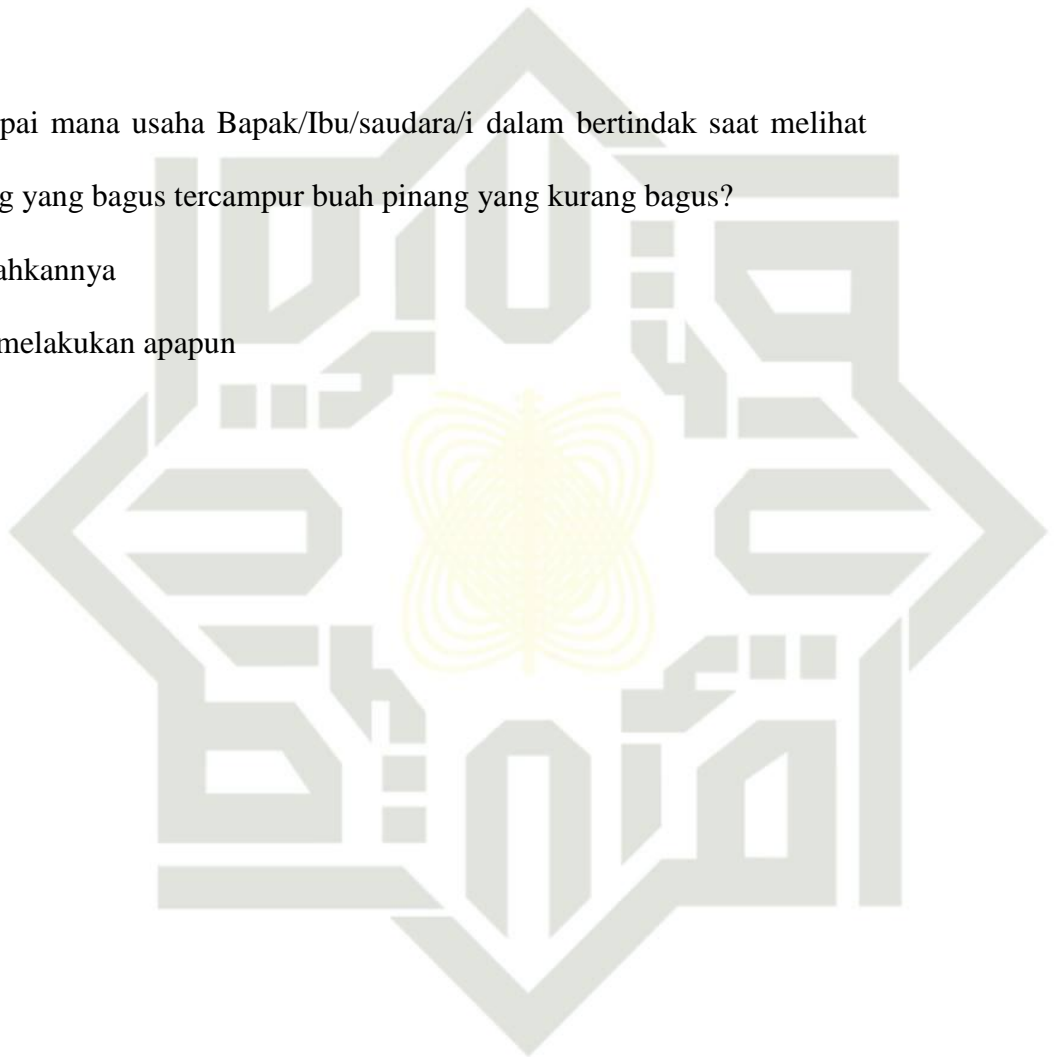 pai mana usaha Bapak/Ibu/saudara/i dalam bertindak saat melihat
g yang bagus tercampur buah pinang yang kurang bagus?
ahkannya
melakukan apapun